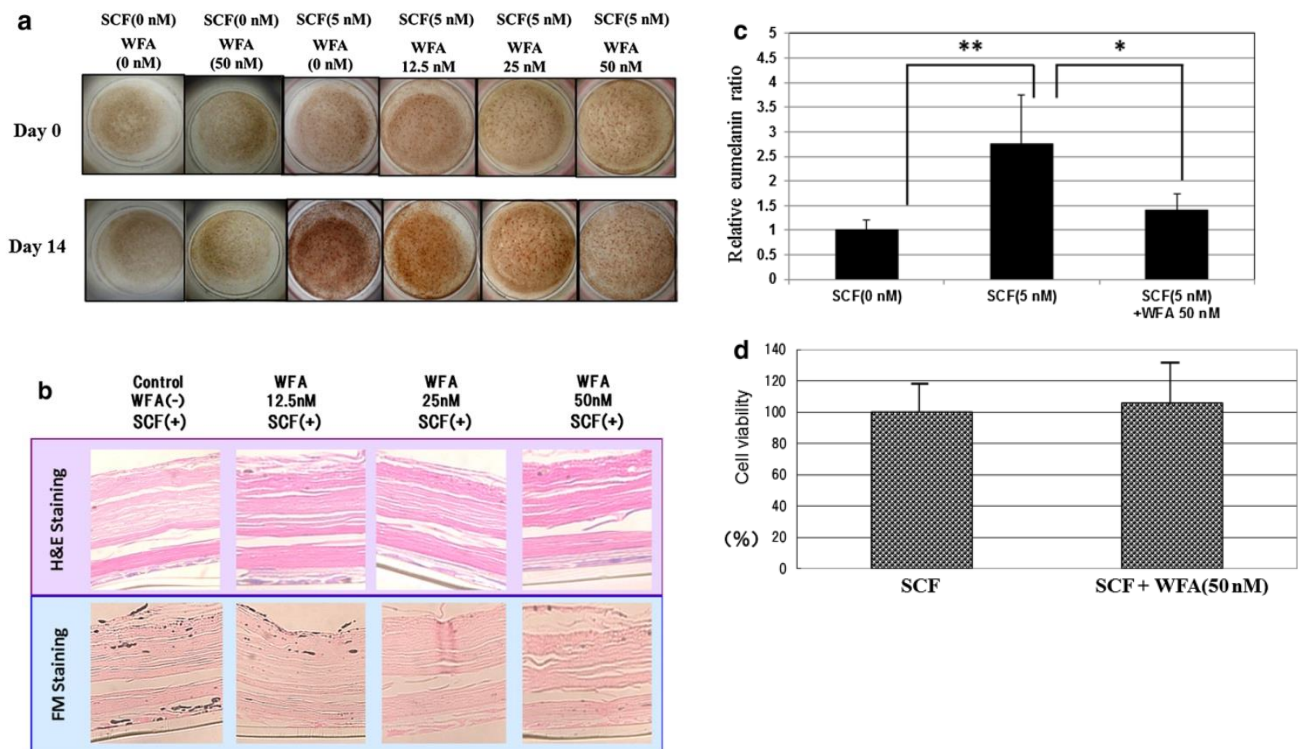 a
SCF(0 nM) SCF(0 nM) SCF(5 nM) SCF(5 nM) SCF(5 nM) SCF(5 nM)
WFA WFA WFA WFA WFA WFA
(0 nM) (50 nM) (0 nM) 12.5 nM 25 nM 50 nM
Day 0
Day 14
b
Control WFA WFA WFA
WFA(-) 12.5nM 25nM 50nM
SCF(+) SCF(+) SCF(+) SCF(+)
H&E Staining
FM Staining
c
Relative eumelanin ratio
5
4.5
4
3.5
3
2.5
2
1.5
1
0.5
0
** *
SCF(0 nM) SCF(5 nM) SCF(5 nM)
+WFA 50 nM
d
Cell viability
(%)
140
120
100
80
60
40
20
0
SCF SCF + WFA(50 nM)